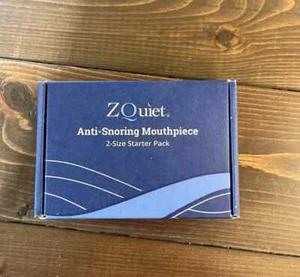 ZQuiet®
Anti-Snoring Mouthpiece
2-Size Starter Pack